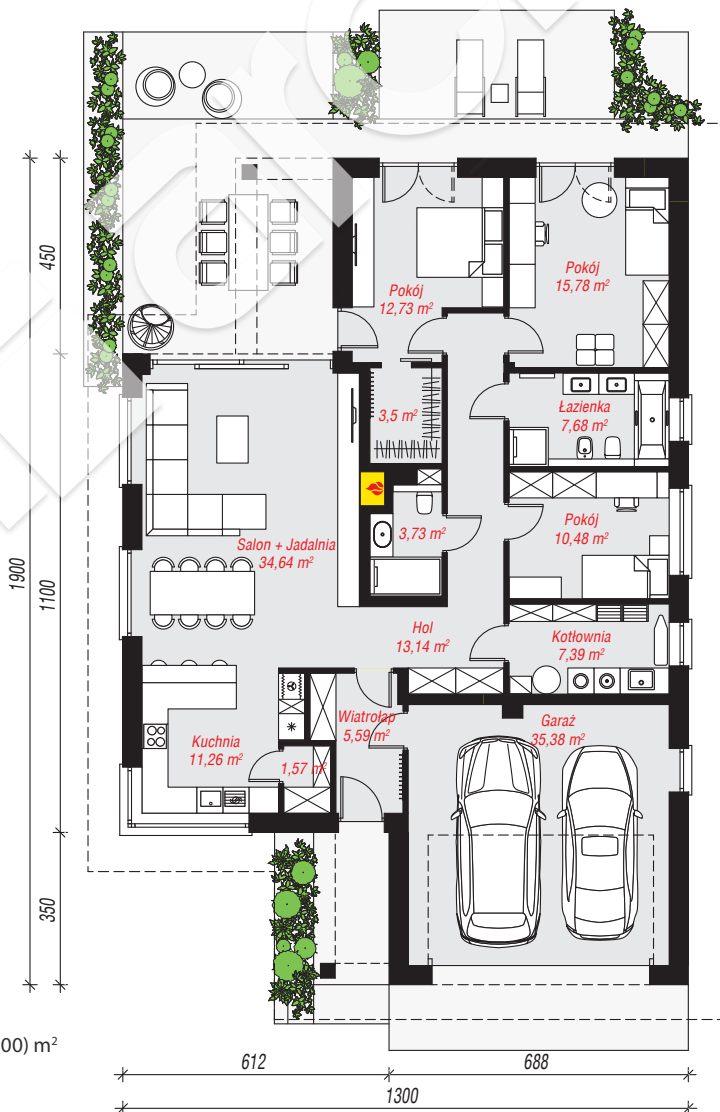 Pokój
12,73 m²
Pokój
15,78 m²
3,5 m²
Łazienka
7,68 m²
Salon + Jadalnia
34,64 m²
3,73 m²
Pokój
10,48 m²
Hol
13,14 m²
Kotłownia
7,39 m²
Wiatrołap
5,59 m²
Garaż
35,38 m²
Kuchnia
11,26 m²
1,57 m²
450
1100
1900
350
00) m²
612
688
1300